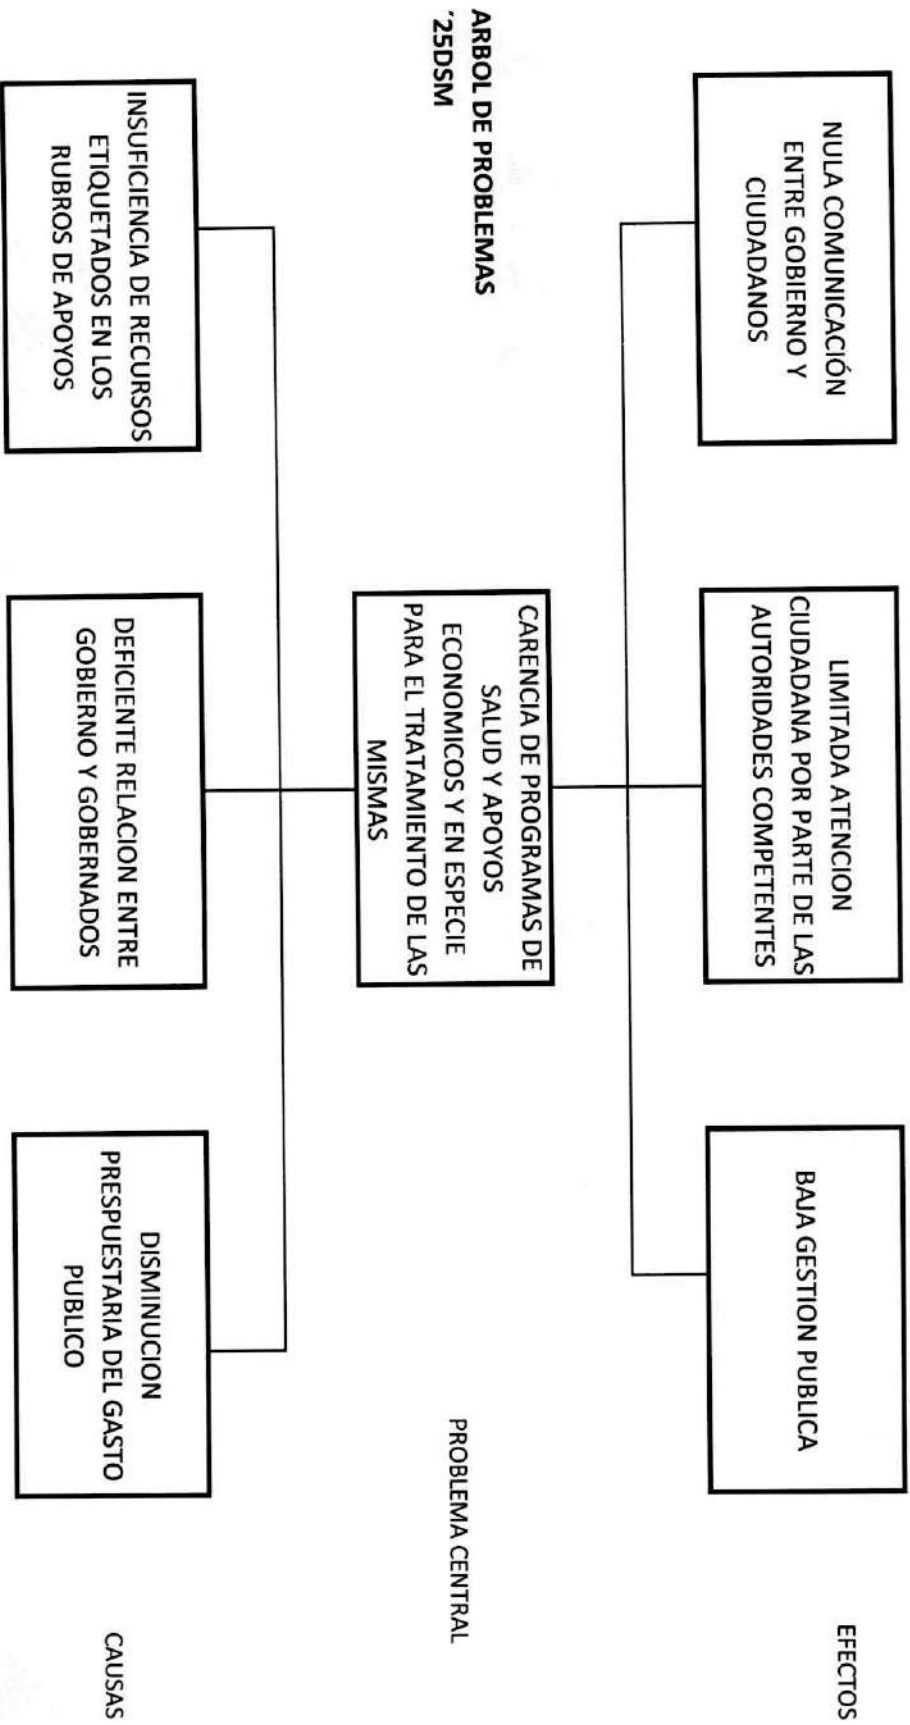 NULA COMUNICACIÓN
ENTRE GOBIERNO Y
CIUDADANOS
LIMITADA ATENCION
CIUDADANA POR PARTE DE LAS
AUTORIDADES COMPETENTES
BAJA GESTION PUBLICA
EFECTOS
ARBOL DE PROBLEMAS
´25DSM
CARENCIA DE PROGRAMAS DE
SALUD Y APOYOS
ECONOMICOS Y EN ESPECIE
PARA EL TRATAMIENTO DE LAS
MISMAS
PROBLEMA CENTRAL
INSUFICIENCIA DE RECURSOS
ETIQUETADOS EN LOS
RUBROS DE APOYOS
DEFICIENTE RELACION ENTRE
GOBIERNO Y GOBERNADOS
DISMINUCION
PRESPUESTARIA DEL GASTO
PUBLICO
CAUSAS